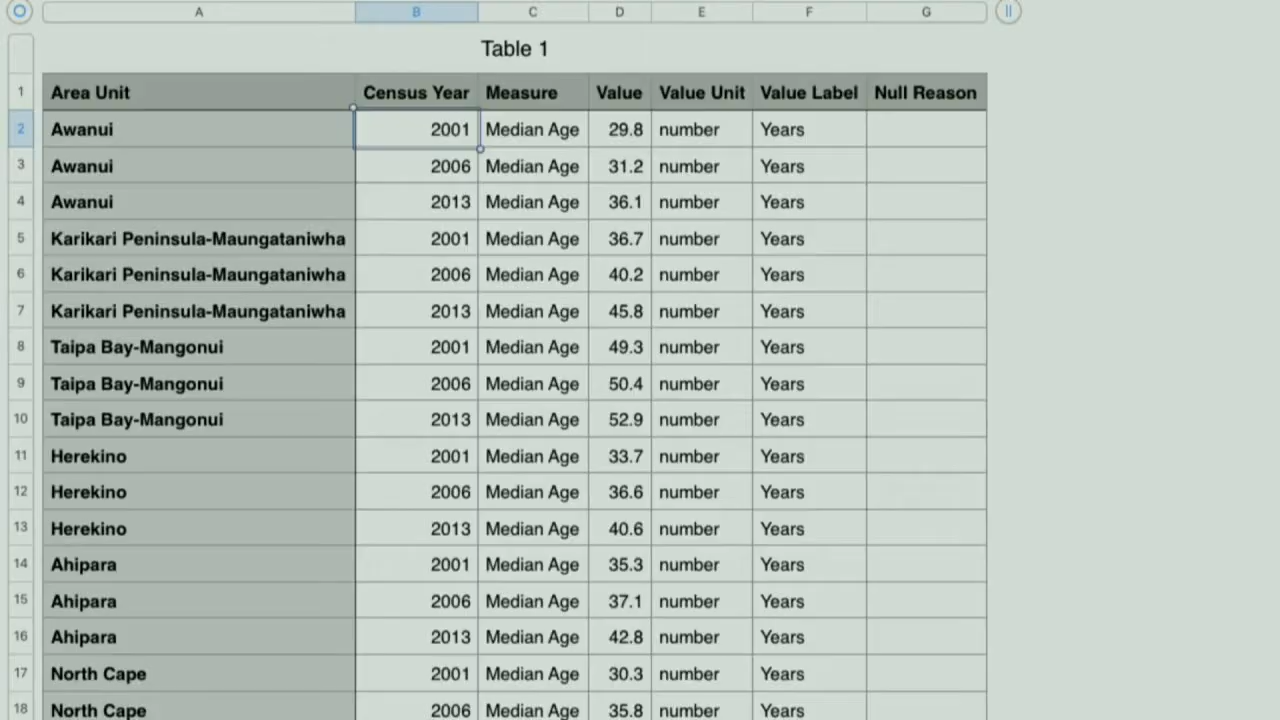 A B C D E F G
Table 1
1 Area Unit Census Year Measure Value Value Unit Value Label Null Reason
2 Awanui 2001 Median Age 29.8 number Years
3 Awanui 2006 Median Age 31.2 number Years
4 Awanui 2013 Median Age 36.1 number Years
5 Karikari Peninsula-Maungataniwha 2001 Median Age 36.7 number Years
6 Karikari Peninsula-Maungataniwha 2006 Median Age 40.2 number Years
7 Karikari Peninsula-Maungataniwha 2013 Median Age 45.8 number Years
8 Taipa Bay-Mangonui 2001 Median Age 49.3 number Years
9 Taipa Bay-Mangonui 2006 Median Age 50.4 number Years
10 Taipa Bay-Mangonui 2013 Median Age 52.9 number Years
11 Herekino 2001 Median Age 33.7 number Years
12 Herekino 2006 Median Age 36.6 number Years
13 Herekino 2013 Median Age 40.6 number Years
14 Ahipara 2001 Median Age 35.3 number Years
15 Ahipara 2006 Median Age 37.1 number Years
16 Ahipara 2013 Median Age 42.8 number Years
17 North Cape 2001 Median Age 30.3 number Years
18 North Cape 2006 Median Age 35.8 number Years